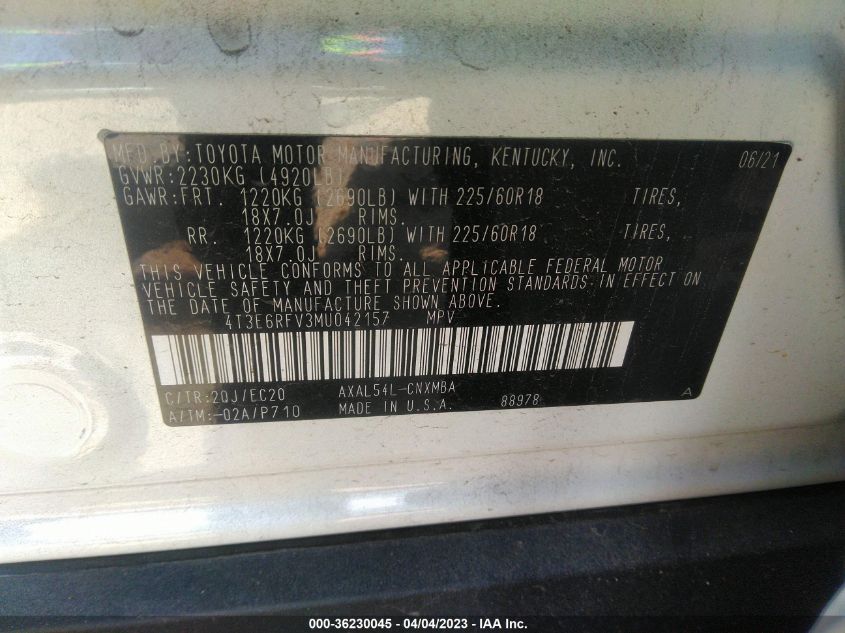 MFD. BY: TOYOTA MOTOR MANUFACTURING, KENTUCKY, INC. 06/21
GVWR: 2230KG (4920LB)
GAWR: FRT. 1220KG (2690LB) WITH 225/60R18 TIRES,
18X7.0J RIMS.
RR. 1220KG (2690LB) WITH 225/60R18 TIRES,
18X7.0J RIMS.
THIS VEHICLE CONFORMS TO ALL APPLICABLE FEDERAL MOTOR
VEHICLE SAFETY AND THEFT PREVENTION STANDARDS IN EFFECT ON
THE DATE OF MANUFACTURE SHOWN ABOVE.
4T3E6RFV3MU042157 MPV
C/TR: 2QJ/EC20 AXAL54L-CNXMBA
A/TM: -02A/P710 MADE IN U.S.A. 88978 A
000-36230045 - 04/04/2023 - IAA Inc.